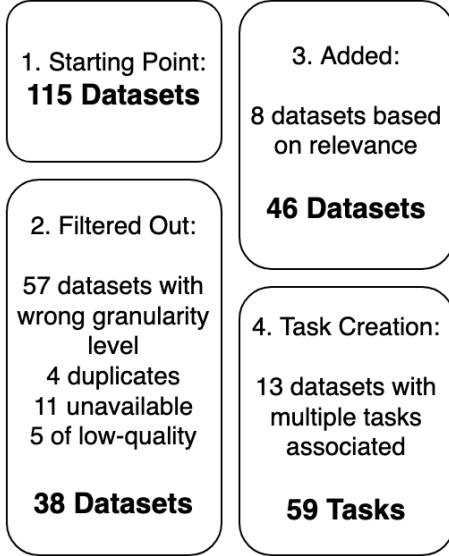 1. Starting Point:
115 Datasets
2. Filtered Out:
57 datasets with
wrong granularity
level
4 duplicates
11 unavailable
5 of low-quality
38 Datasets
3. Added:
8 datasets based
on relevance
46 Datasets
4. Task Creation:
13 datasets with
multiple tasks
associated
59 Tasks